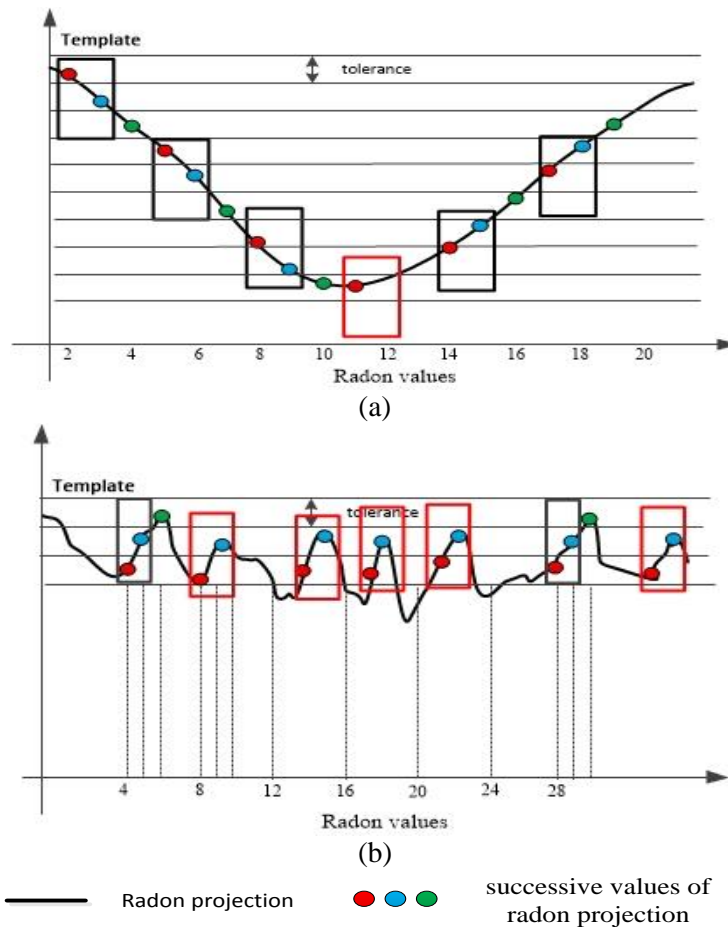 Template
tolerance
2 4 6 8 10 12 14 16 18 20
Radon values
(a)
Template
tolerance
4 8 12 16 20 24 28
Radon values
(b)
Radon projection
successive values of
radon projection